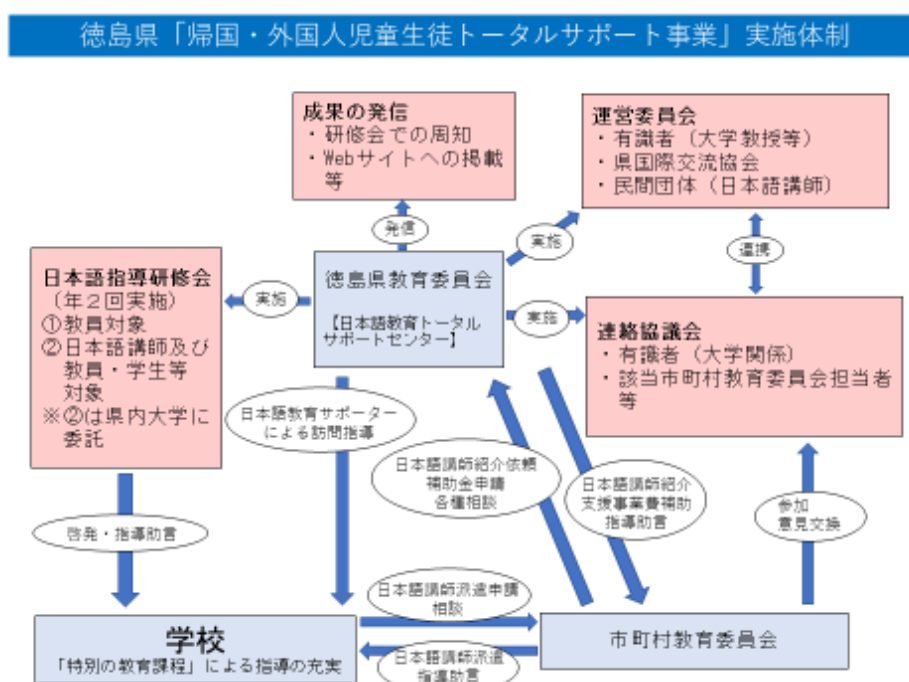 徳島県「帰国・外国人児童生徒トータルサポート事業」実施体制
成果の発信
・研修会での周知
・Webサイトへの掲載
等
運営委員会
・有識者（大学教授等）
・県国際交流協会
・民間団体（日本語講師）
発信
実施
連携
日本語指導研修会
（年２回実施）
①教員対象
②日本語講師及び
教員・学生等
対象
※②は県内大学に
委託
実施
徳島県教育委員会
【日本語教育トータル
サポートセンター】
実施
連絡協議会
・有識者（大学関係）
・該当市町村教育委員会担当者
等
日本語教育サポーター
による訪問指導
日本語講師紹介依頼
補助金申請
各種相談
日本語講師紹介
支援事業費補助
指導助言
参加
意見交換
啓発・指導助言
日本語講師派遣申請
相談
学校
「特別の教育課程」による指導の充実
市町村教育委員会
日本語講師派遣
指導助言